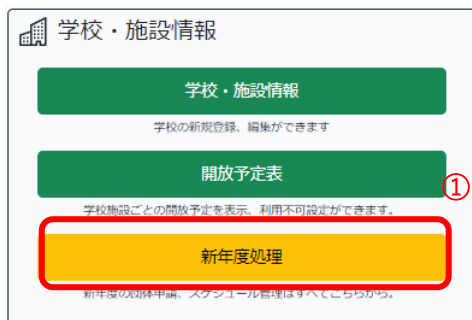 学校・施設情報
学校・施設情報
学校の新規登録、編集ができます
開放予定表
①
学校施設ごとの開放予定を表示、利用不可設定ができます。
新年度処理
新年度の団体申請、スケジュール管理はすべてこちらから。